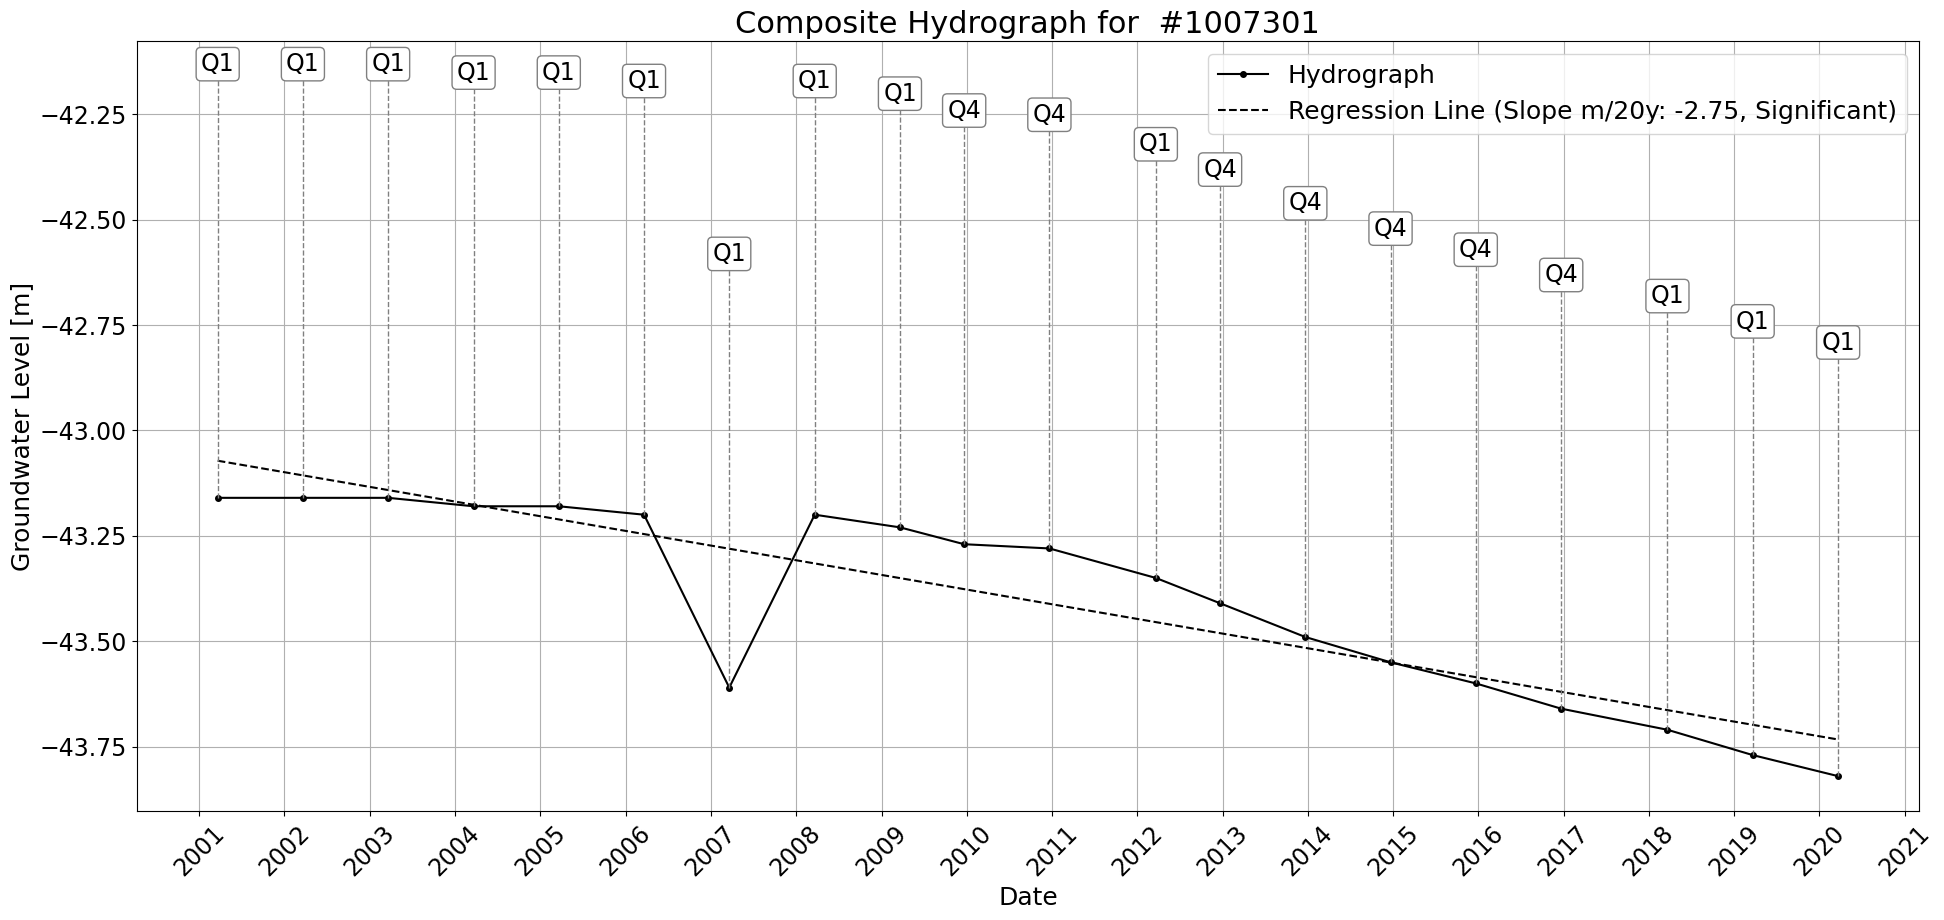 Composite Hydrograph for  #1007301
Hydrograph
Regression Line (Slope m/20y: -2.75, Significant)
Q1
Q1
Q1
Q1
Q1
Q1
Q1
Q1
Q1
Q4
Q4
Q1
Q4
Q4
Q4
Q4
Q4
Q1
Q1
Q1
Groundwater Level [m]
−42.25
−42.50
−42.75
−43.00
−43.25
−43.50
−43.75
2001
2002
2003
2004
2005
2006
2007
2008
2009
2010
2011
2012
2013
2014
2015
2016
2017
2018
2019
2020
2021
Date